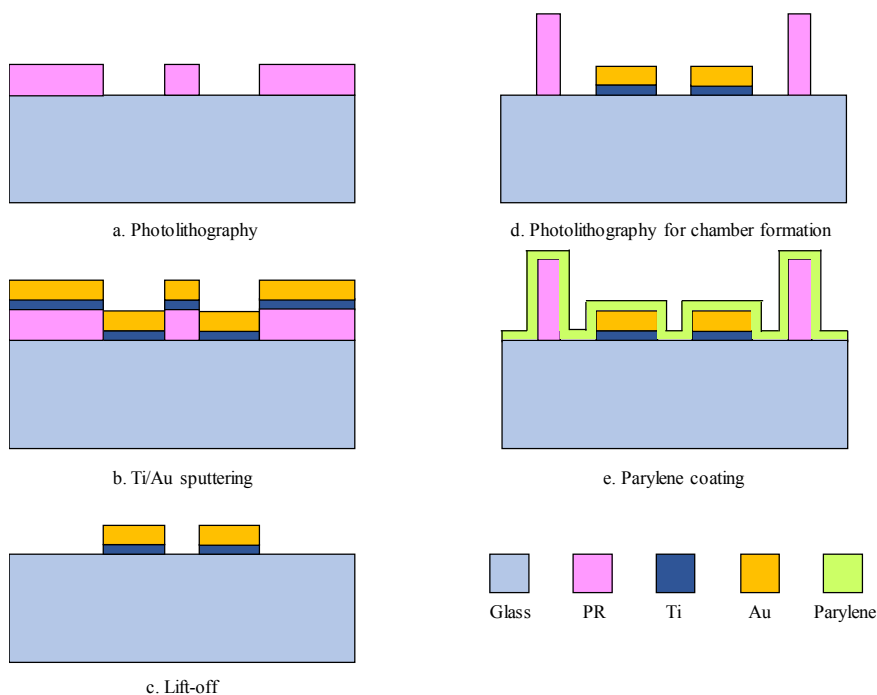 a. Photolithography
b. Ti/Au sputtering
c. Lift-off
d. Photolithography for chamber formation
e. Parylene coating
Glass PR Ti Au Parylene